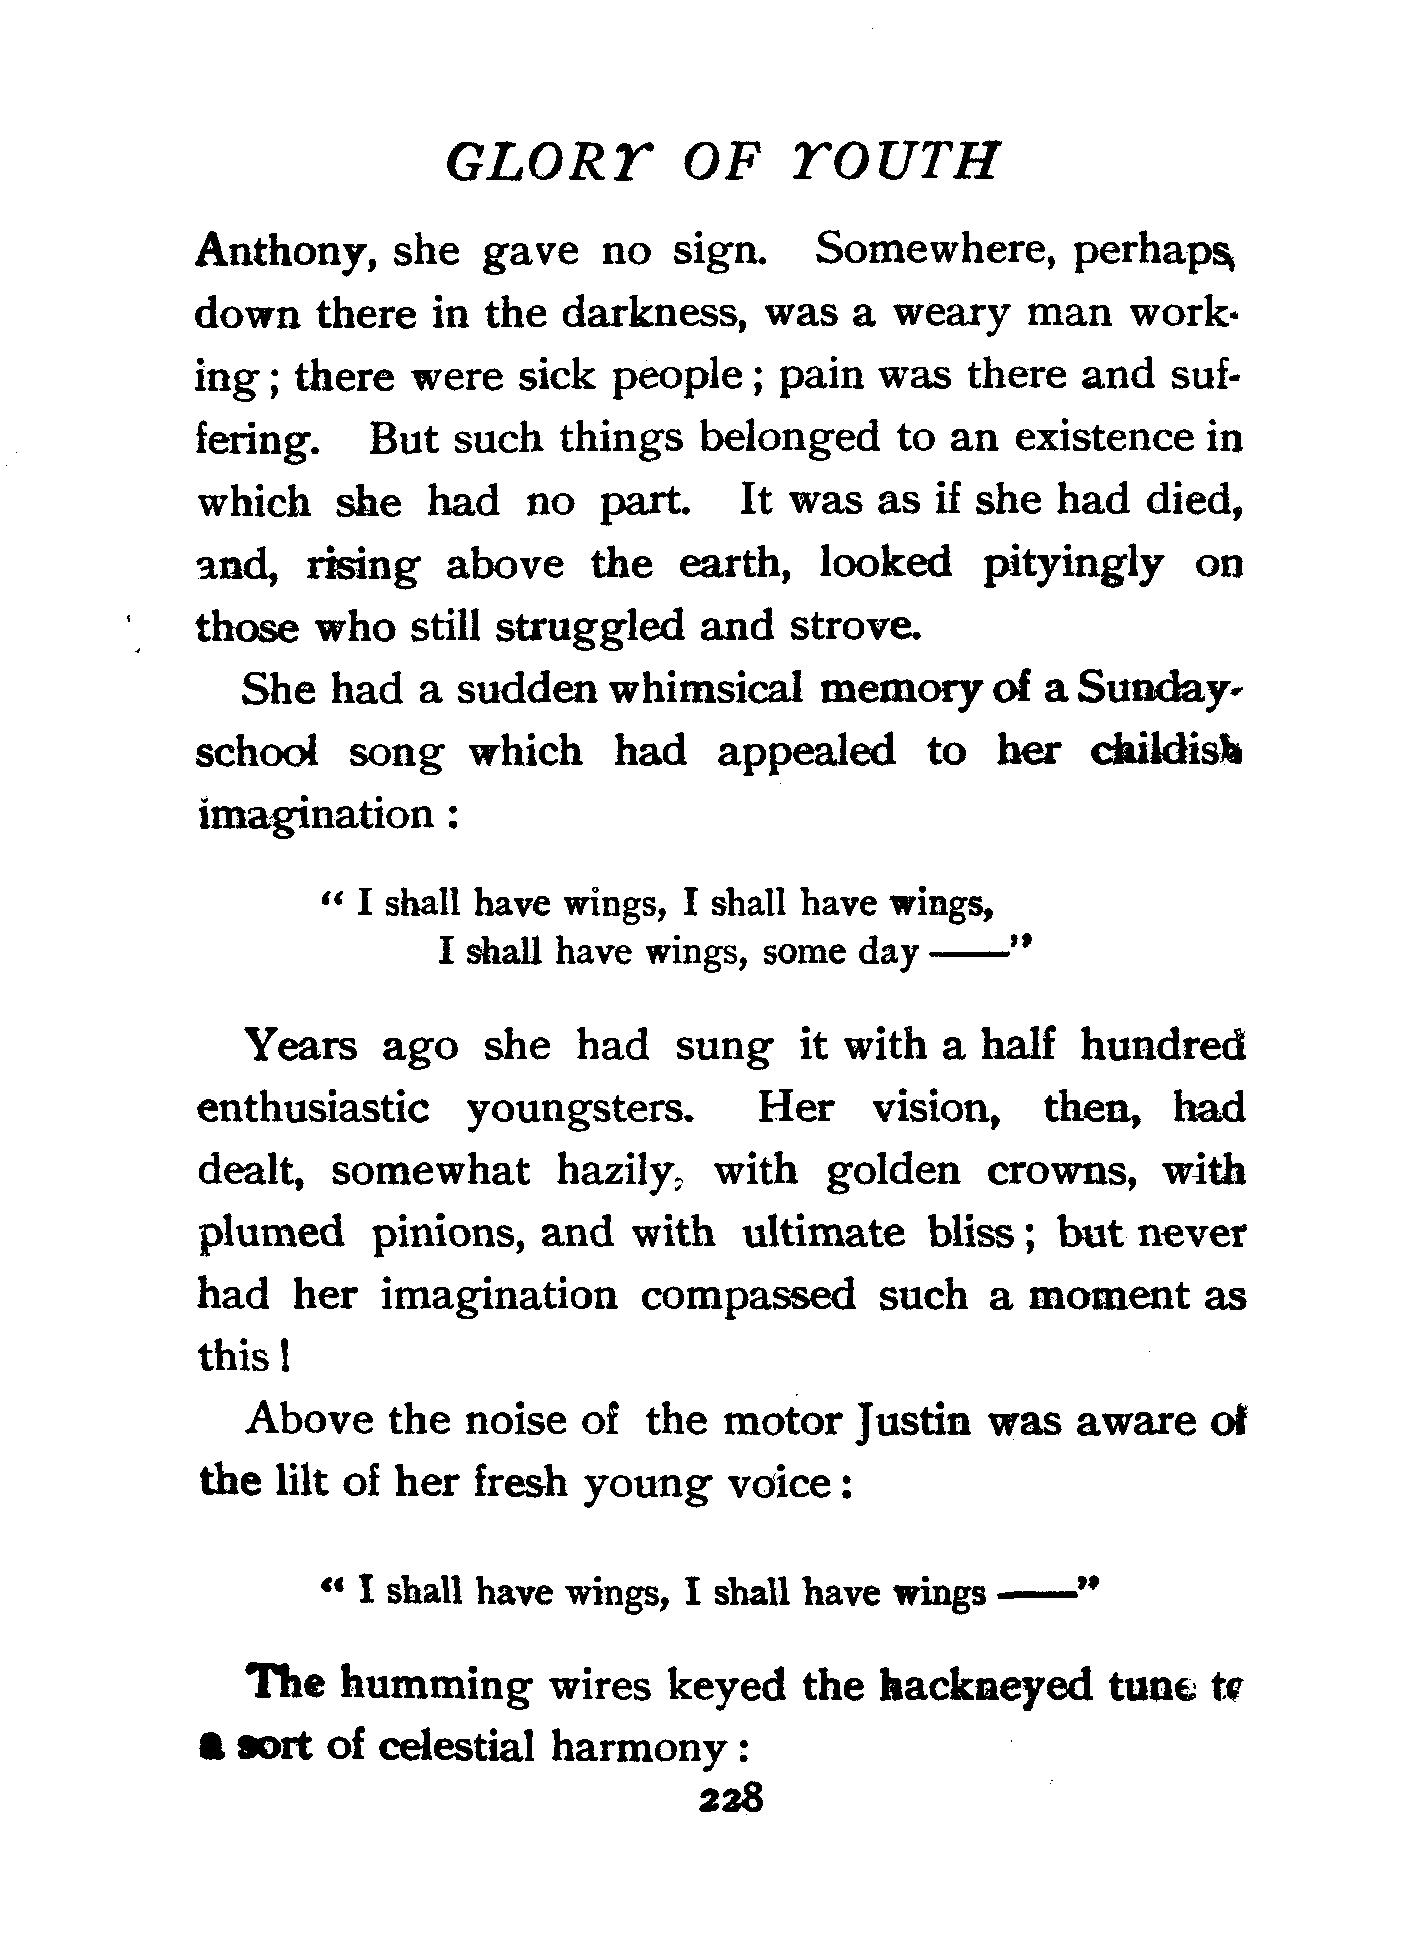 GLORY OF YOUTH
Anthony, she gave no sign. Somewhere, perhaps,
down there in the darkness, was a weary man work-
ing ; there were sick people ; pain was there and suf-
fering. But such things belonged to an existence in
which she had no part. It was as if she had died,
and, rising above the earth, looked pityingly on
those who still struggled and strove.
She had a sudden whimsical memory of a Sunday-
school song which had appealed to her childish
imagination :
“ I shall have wings, I shall have wings,
I shall have wings, some day ——”
Years ago she had sung it with a half hundred
enthusiastic youngsters. Her vision, then, had
dealt, somewhat hazily, with golden crowns, with
plumed pinions, and with ultimate bliss ; but never
had her imagination compassed such a moment as
this !
Above the noise of the motor Justin was aware of
the lilt of her fresh young voice :
“ I shall have wings, I shall have wings ——”
The humming wires keyed the hackneyed tune to
a sort of celestial harmony :
228